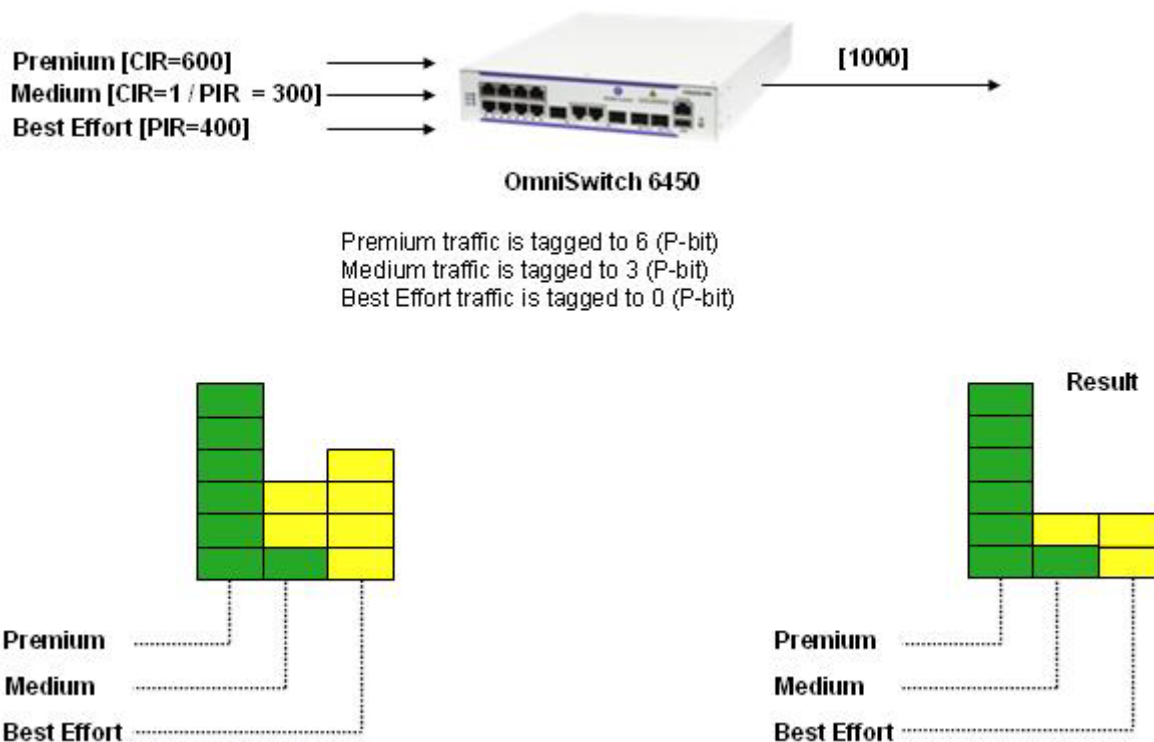 Premium [CIR=600]
Medium [CIR=1 / PIR = 300]
Best Effort [PIR=400]
[1000]
OmniSwitch 6450
Premium traffic is tagged to 6 (P-bit)
Medium traffic is tagged to 3 (P-bit)
Best Effort traffic is tagged to 0 (P-bit)
Result
Premium
Medium
Best Effort
Premium
Medium
Best Effort